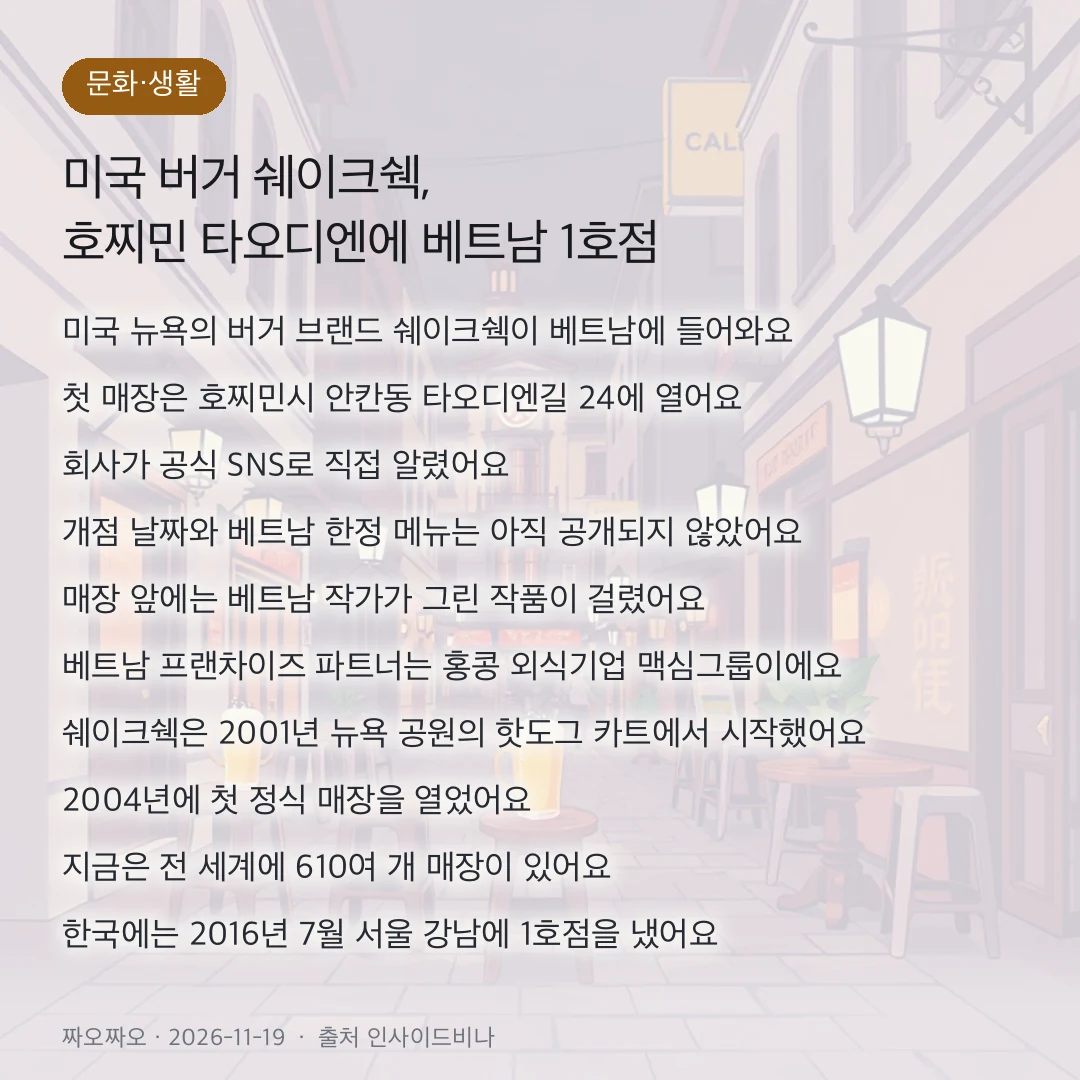 문화·생활
CALL
미국 버거 쉐이크쉑,
호찌민 타오디엔에 베트남 1호점
미국 뉴욕의 버거 브랜드 쉐이크쉑이 베트남에 들어와요
첫 매장은 호찌민시 안칸동 타오디엔길 24에 열어요
회사가 공식 SNS로 직접 알렸어요
개점 날짜와 베트남 한정 메뉴는 아직 공개되지 않았어요
매장 앞에는 베트남 작가가 그린 작품이 걸렸어요
베트남 프랜차이즈 파트너는 홍콩 외식기업 맥심그룹이에요
쉐이크쉑은 2001년 뉴욕 공원의 핫도그 카트에서 시작했어요
2004년에 첫 정식 매장을 열었어요
지금은 전 세계에 610여 개 매장이 있어요
한국에는 2016년 7월 서울 강남에 1호점을 냈어요
짜오짜오 · 2026-11-19 · 출처 인사이드비나